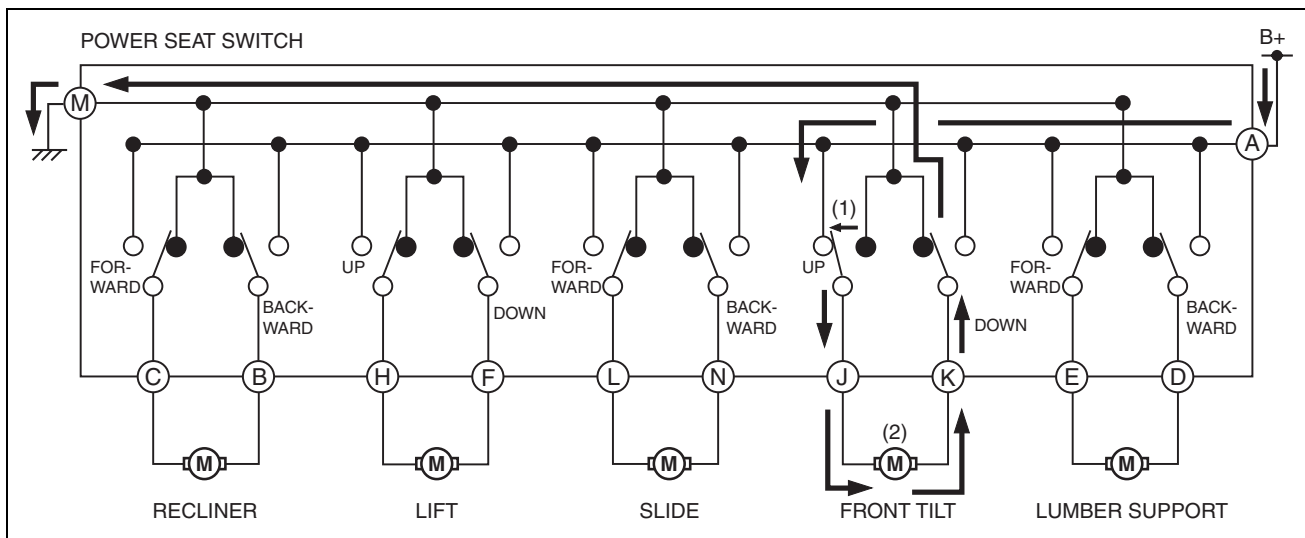 POWER SEAT SWITCH
B+
M
A
(1)
FOR-
WARD
BACK-
WARD
UP
DOWN
FOR-
WARD
BACK-
WARD
UP
DOWN
FOR-
WARD
BACK-
WARD
C
B
H
F
L
N
J
K
E
D
(2)
M
M
M
M
M
RECLINER
LIFT
SLIDE
FRONT TILT
LUMBER SUPPORT